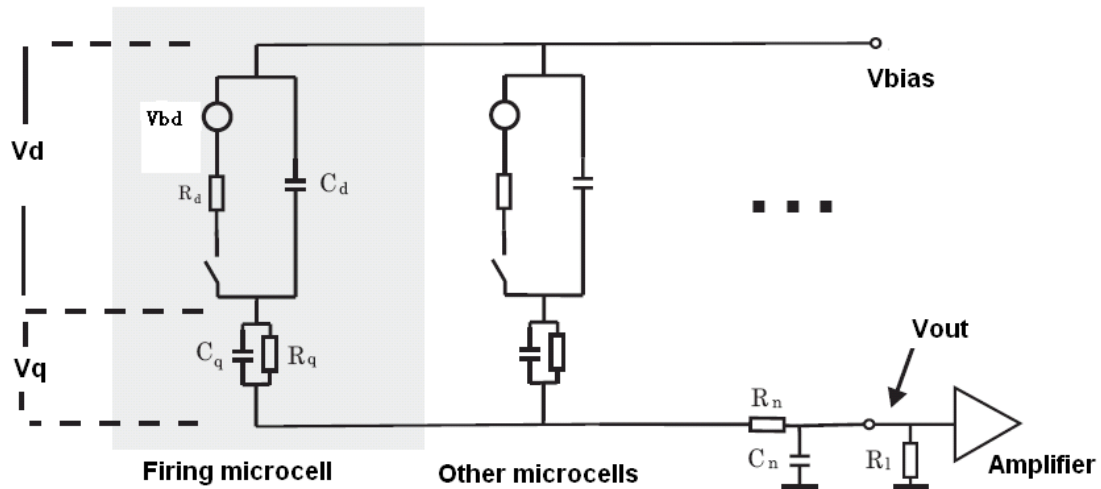 Vbias
Vbd
Vd
Rd
Cd
Vout
Vq
Cq
Rq
Rn
Cn
Rl
Amplifier
Firing microcell
Other microcells